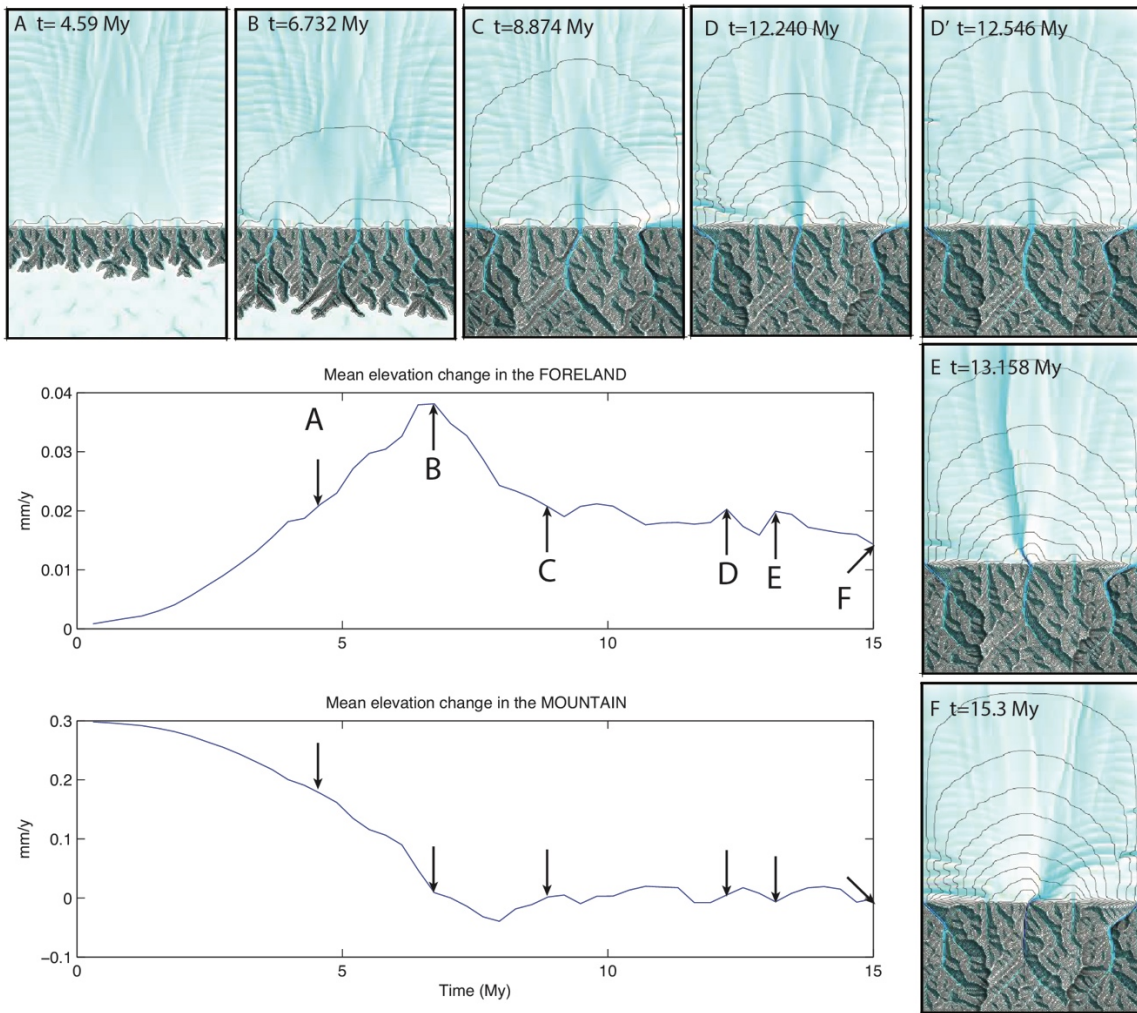 A t= 4.59 My
B t=6.732 My
C t=8.874 My
D t=12.240 My
D’ t=12.546 My
Mean elevation change in the FORELAND
0.04
0.03
0.02
0.01
0
mm/y
A
B
C
D
E
F
0
5
10
15
E t=13.158 My
Mean elevation change in the MOUNTAIN
0.3
0.2
0.1
0
−0.1
mm/y
0
5
10
15
Time (My)
F t=15.3 My